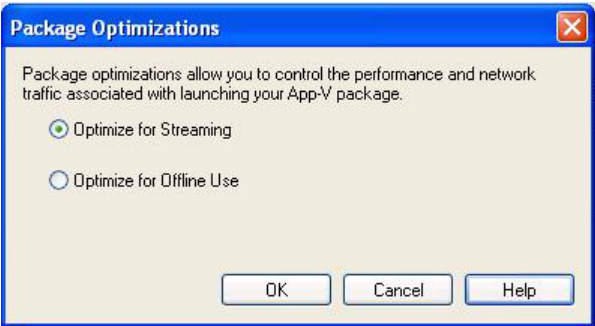 Package Optimizations
Package optimizations allow you to control the performance and network
traffic associated with launching your App-V package.
Optimize for Streaming
Optimize for Offline Use
OK Cancel Help